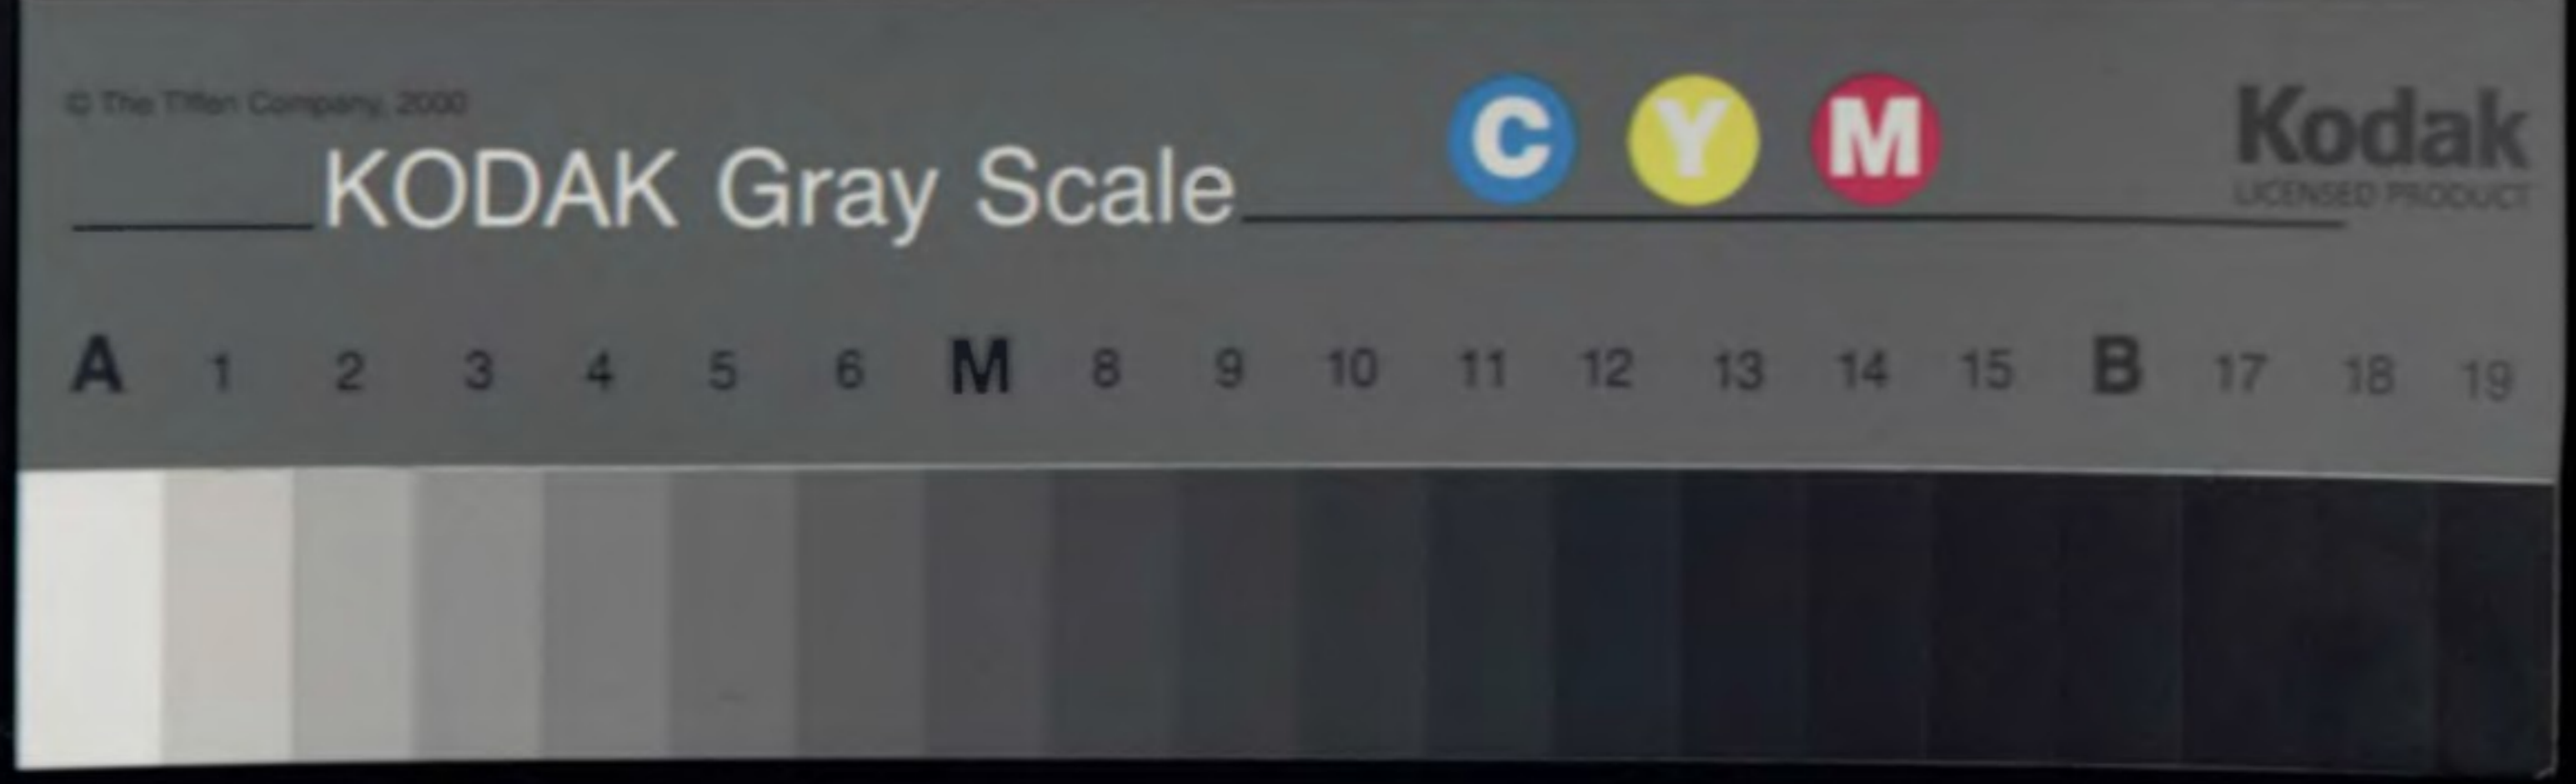 © The Tiffen Company, 2000
KODAK Gray Scale
C Y M
Kodak
LICENSED PRODUCT
A 1 2 3 4 5 6 M 8 9 10 11 12 13 14 15 B 17 18 19